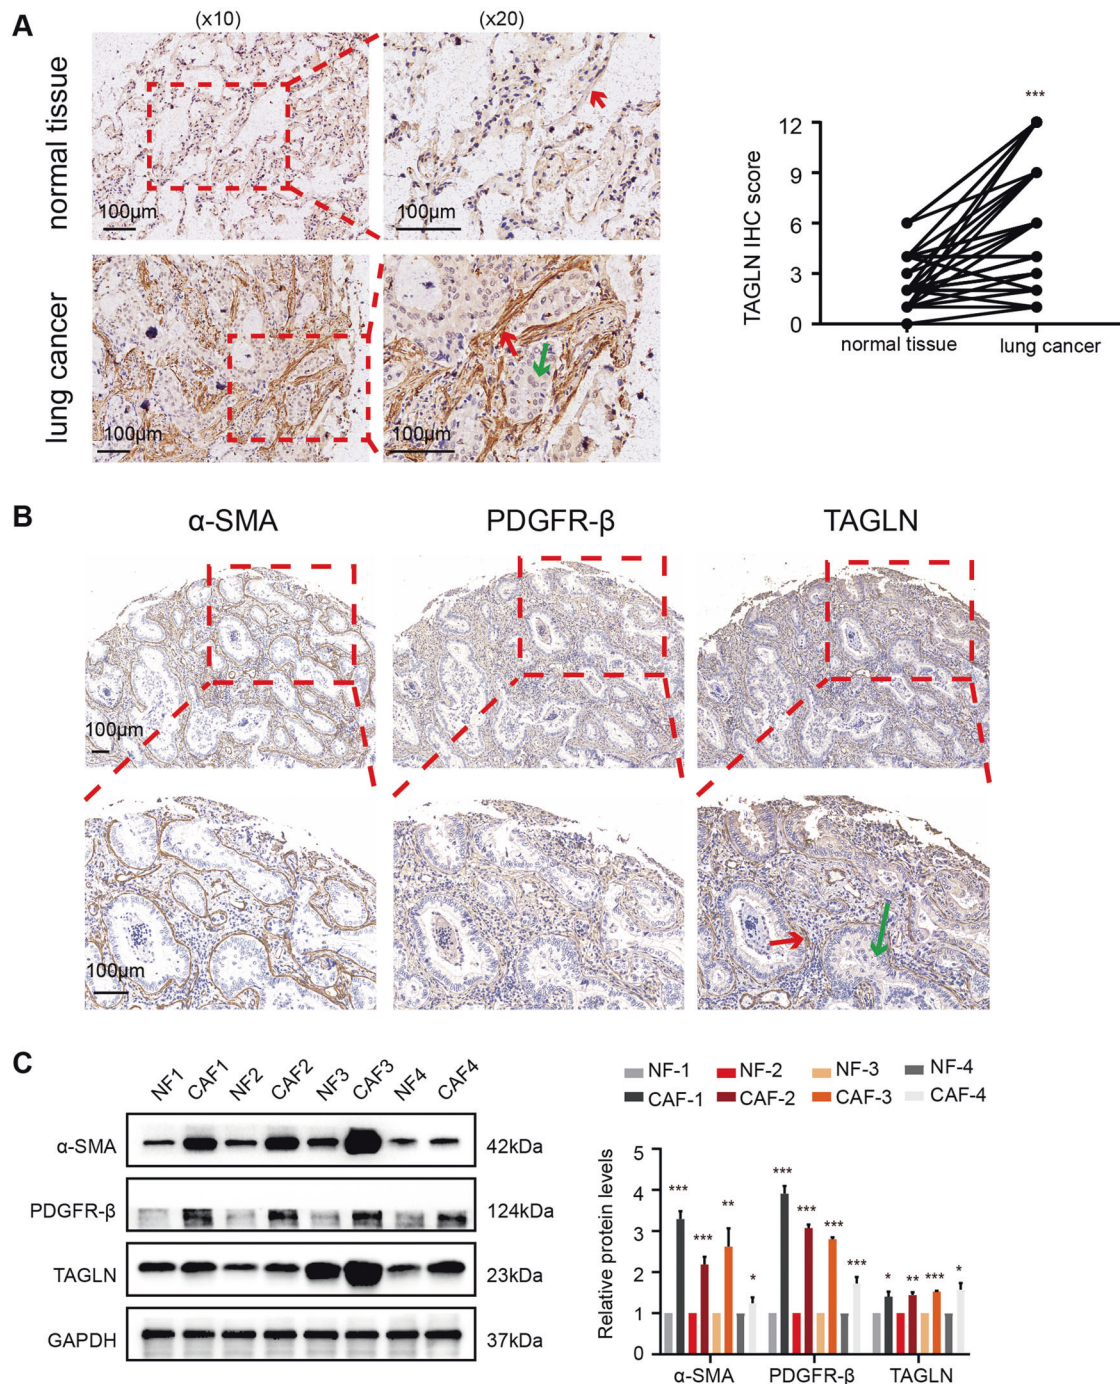 A
(x10)
(x20)
normal tissue
100μm
100μm
lung cancer
100μm
100μm
***
TAGLN IHC score
12
9
6
3
0
normal tissue
lung cancer
B
α-SMA
PDGFR-β
TAGLN
100μm
100μm
C
NF1
CAF1
NF2
CAF2
NF3
CAF3
NF4
CAF4
α-SMA
42kDa
PDGFR-β
124kDa
TAGLN
23kDa
GAPDH
37kDa
NF-1
NF-2
NF-3
NF-4
CAF-1
CAF-2
CAF-3
CAF-4
Relative protein levels
5
4
3
2
1
0
***
***
**
*
***
***
***
***
*
**
***
*
α-SMA
PDGFR-β
TAGLN